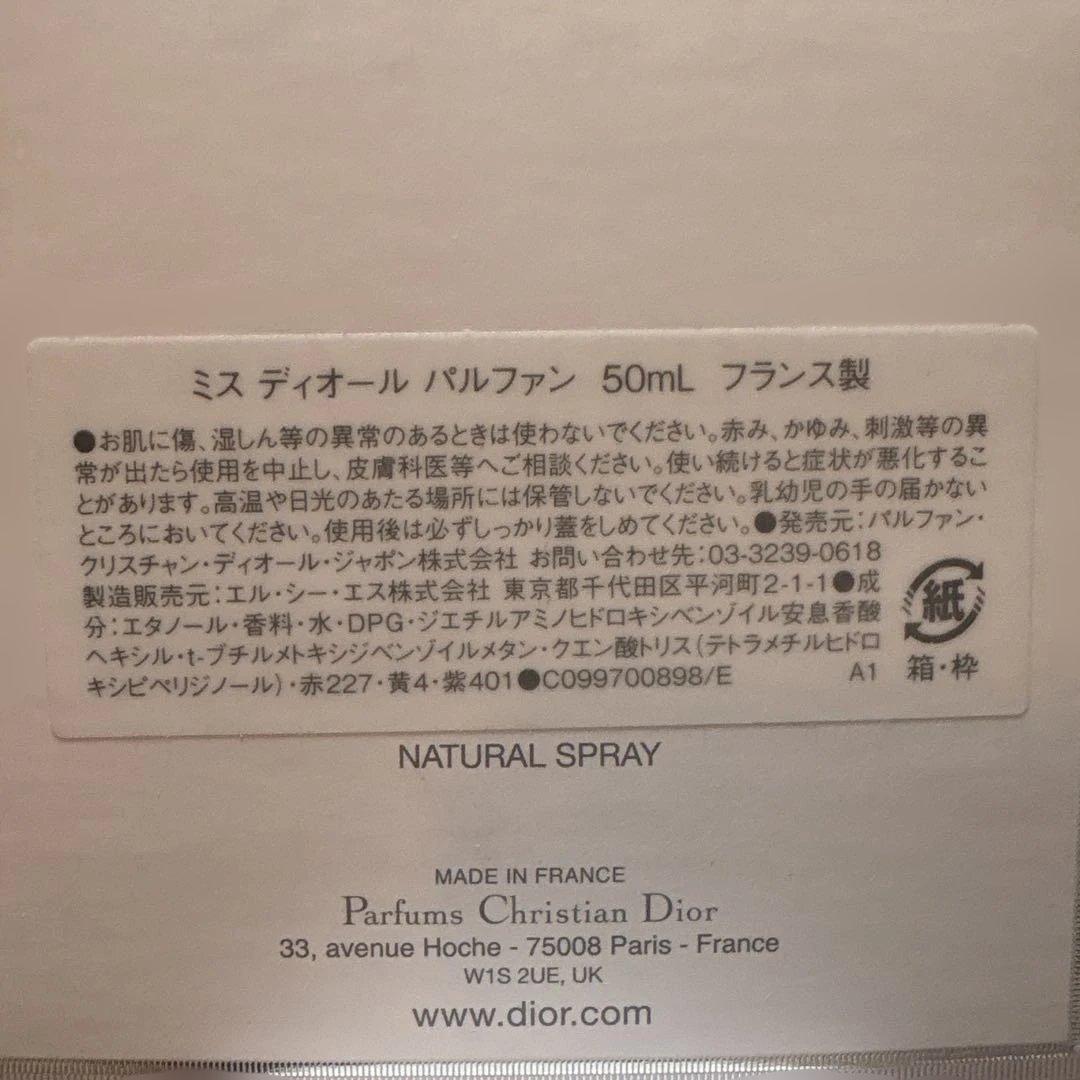 ミス ディオール パルファン 50mL フランス製
●お肌に傷、湿しん等の異常のあるときは使わないでください。赤み、かゆみ、刺激等の異
常が出たら使用を中止し、皮膚科医等へご相談ください。使い続けると症状が悪化するこ
とがあります。高温や日光のあたる場所には保管しないでください。乳幼児の手の届かない
ところにおいてください。使用後は必ずしっかり蓋をしめてください。●発売元：パルファン・
クリスチャン・ディオール・ジャポン株式会社 お問い合わせ先：03-3239-0618
製造販売元：エル・シー・エス株式会社 東京都千代田区平河町2-1-1●成
分：エタノール・香料・水・DPG・ジエチルアミノヒドロキシベンゾイル安息香酸
ヘキシル・t-ブチルメトキシジベンゾイルメタン・クエン酸トリス（テトラメチルヒドロ
キシピペリジノール）・赤227・黄4・紫401●C099700898/E A1
紙
箱・枠
NATURAL SPRAY
MADE IN FRANCE
Parfums Christian Dior
33, avenue Hoche - 75008 Paris - France
W1S 2UE, UK
www.dior.com